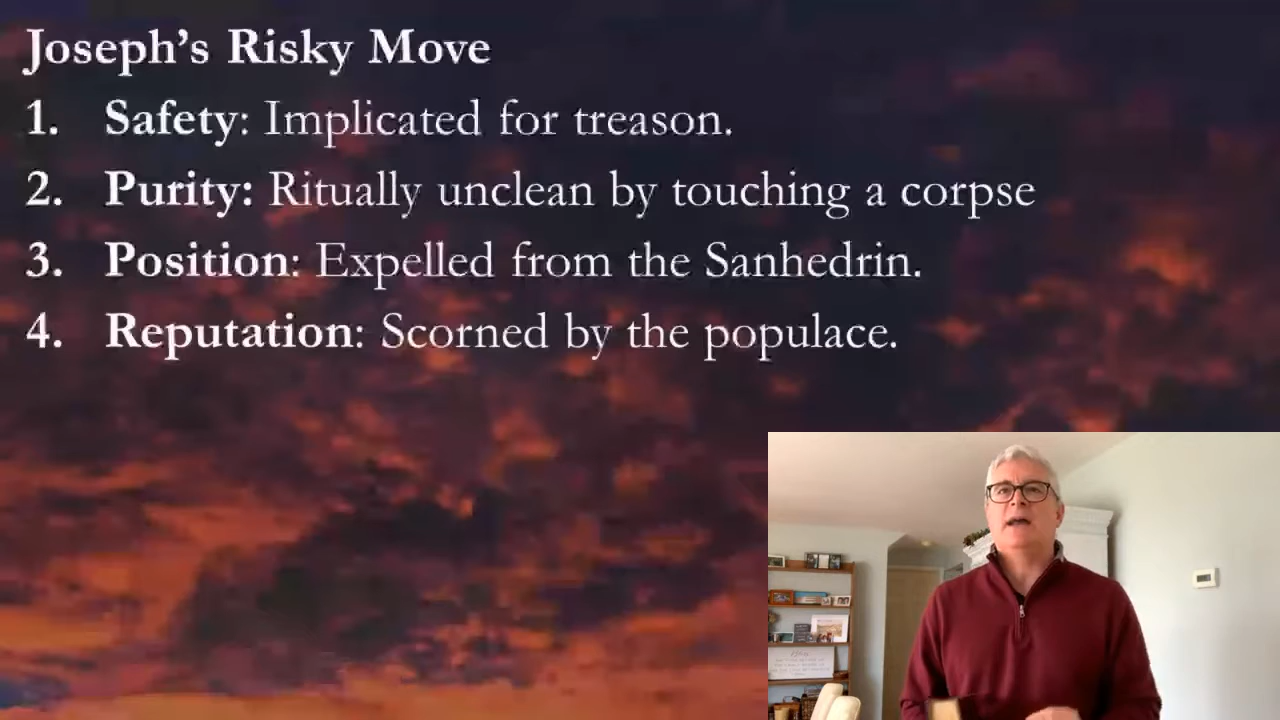 Joseph's Risky Move
1. Safety: Implicated for treason.
2. Purity: Ritually unclean by touching a corpse
3. Position: Expelled from the Sanhedrin.
4. Reputation: Scorned by the populace.